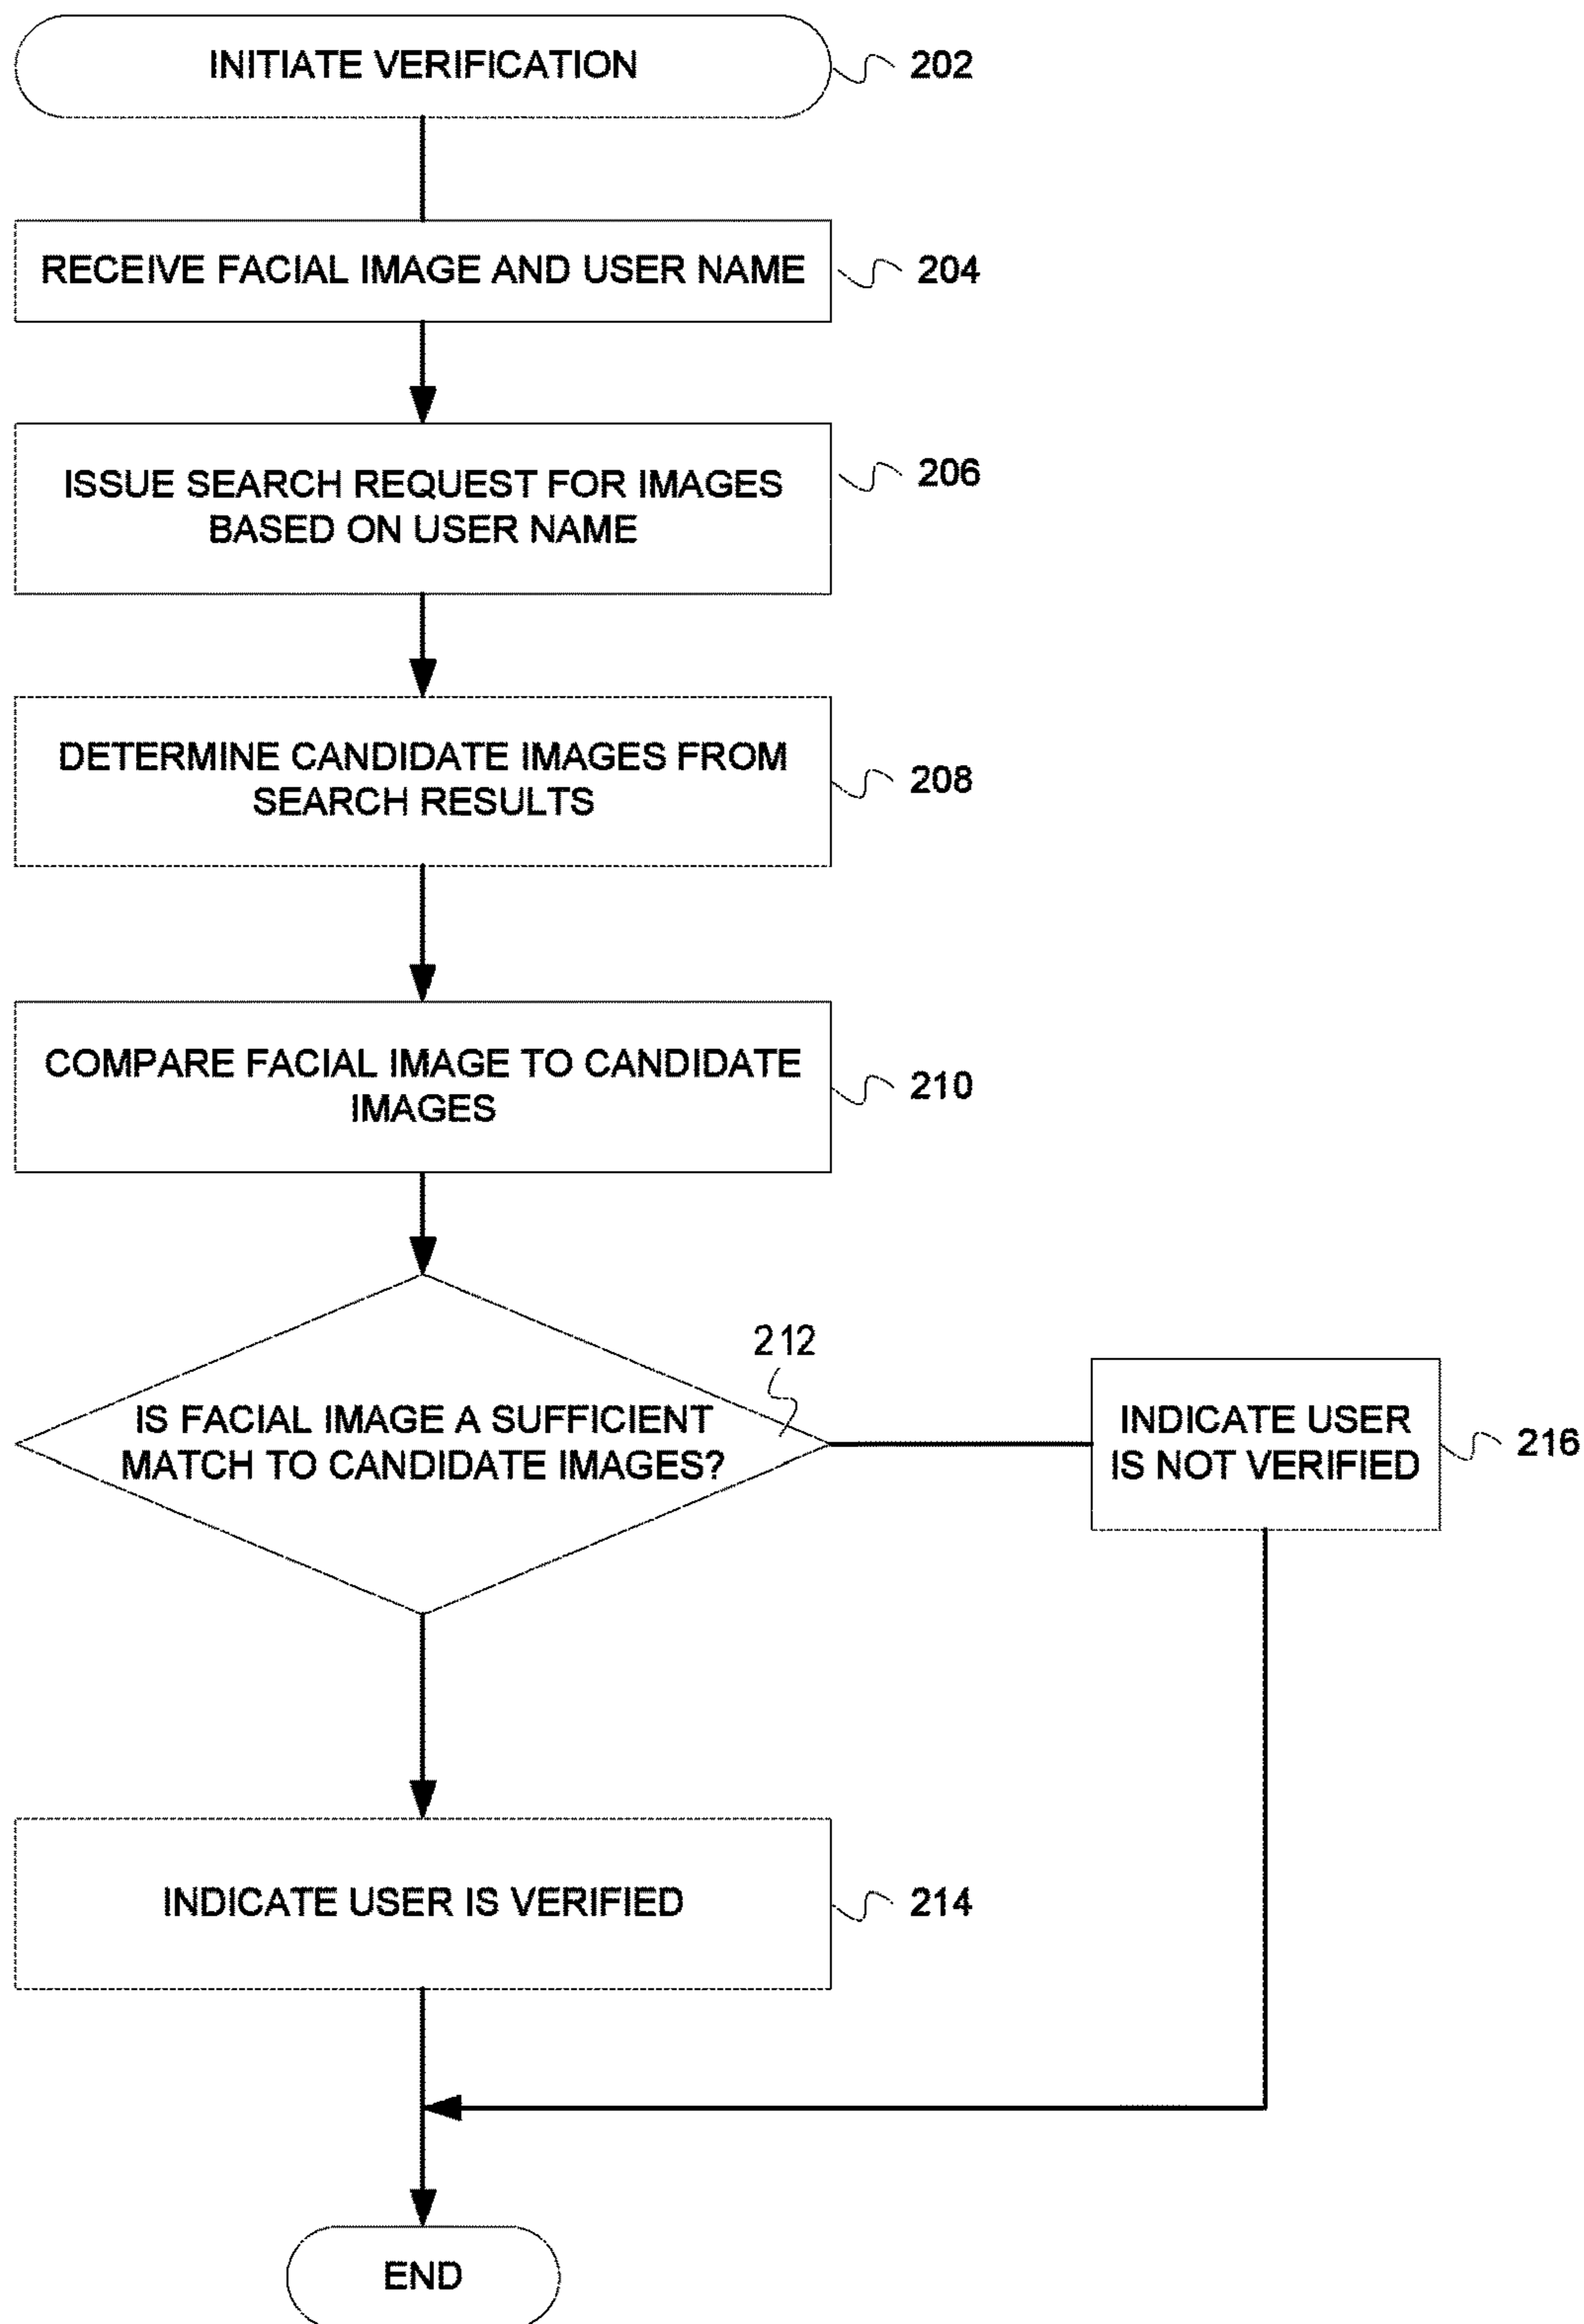 INITIATE VERIFICATION
202
RECEIVE FACIAL IMAGE AND USER NAME
204
ISSUE SEARCH REQUEST FOR IMAGES
BASED ON USER NAME
206
DETERMINE CANDIDATE IMAGES FROM
SEARCH RESULTS
208
COMPARE FACIAL IMAGE TO CANDIDATE
IMAGES
210
212
IS FACIAL IMAGE A SUFFICIENT
MATCH TO CANDIDATE IMAGES?
INDICATE USER
IS NOT VERIFIED
216
INDICATE USER IS VERIFIED
214
END